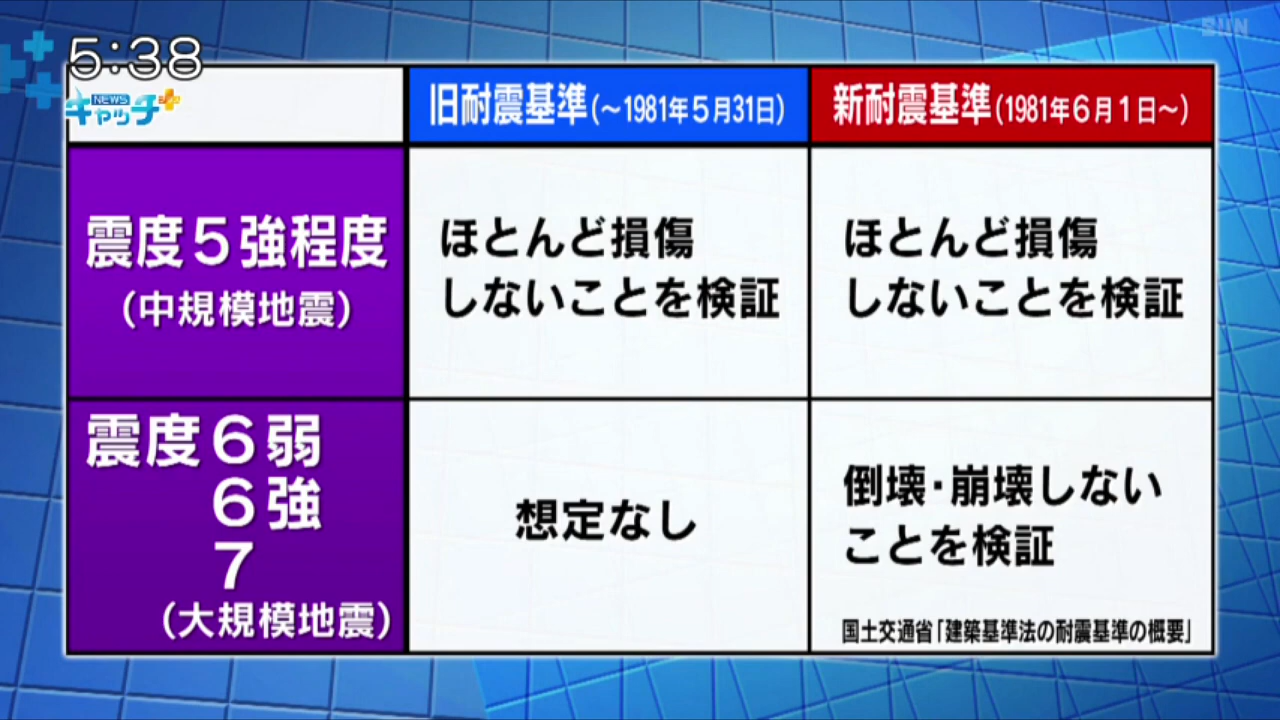 SUN
5:38
NEWS
キャッチ+
旧耐震基準(～1981年５月31日)
新耐震基準(1981年６月１日～)
震度５強程度
(中規模地震)
ほとんど損傷
しないことを検証
ほとんど損傷
しないことを検証
震度６弱
６強
７
(大規模地震)
想定なし
倒壊・崩壊しない
ことを検証
国土交通省「建築基準法の耐震基準の概要」